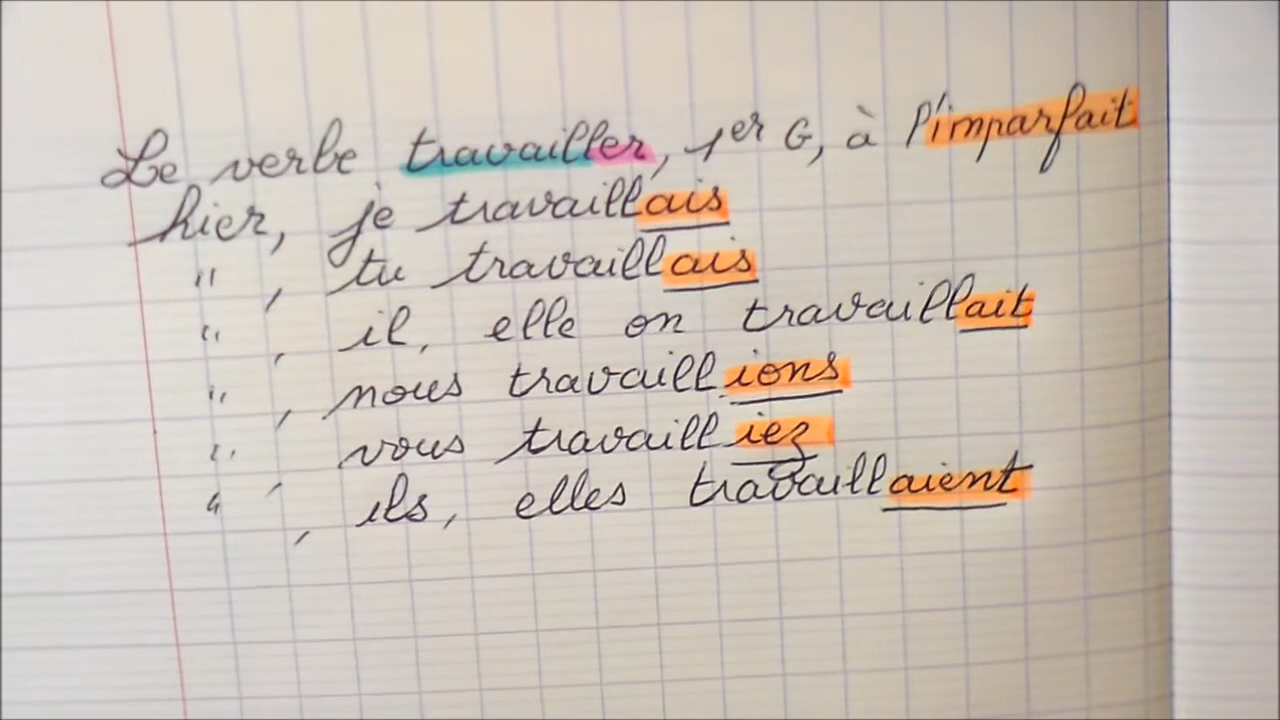 Le verbe travailler, 1er G, à l'imparfait
hier, je travaillais
" , tu travaillais
" , il, elle on travaillait
" , nous travaillions
" , vous travailliez
" , ils, elles travaillaient